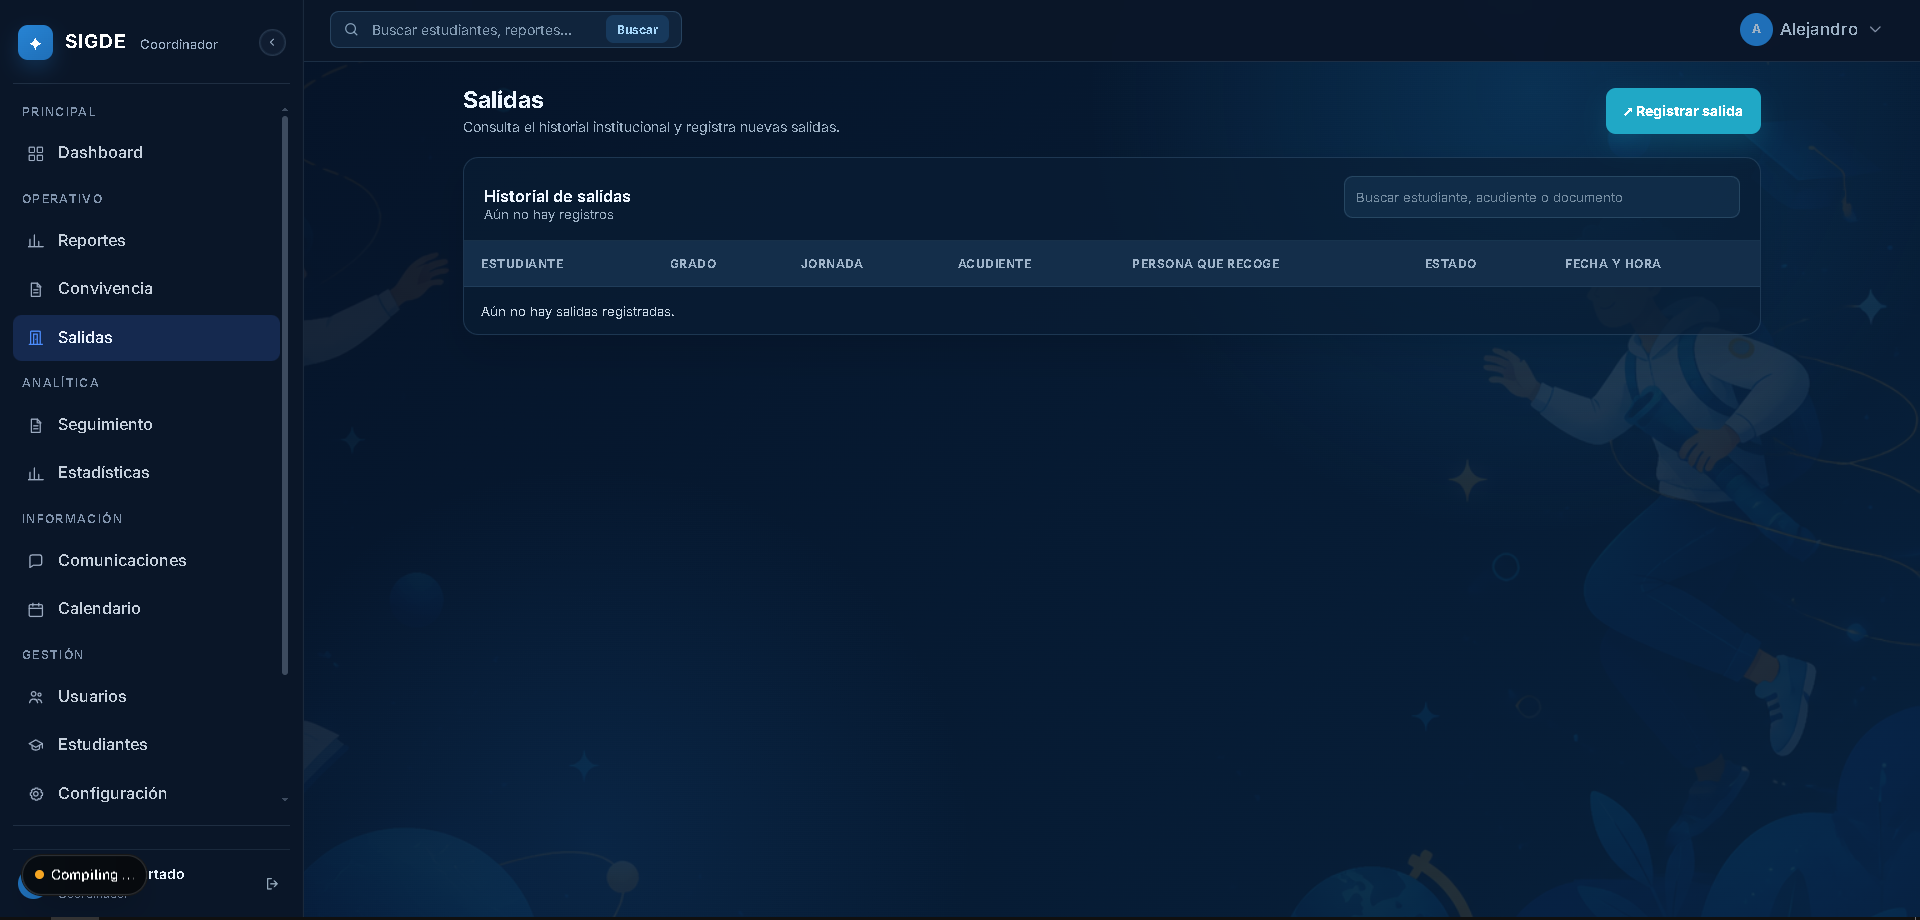 SIGDE Coordinador
PRINCIPAL
Dashboard
OPERATIVO
Reportes
Convivencia
Salidas
ANALÍTICA
Seguimiento
Estadísticas
INFORMACIÓN
Comunicaciones
Calendario
GESTIÓN
Usuarios
Estudiantes
Configuración
Compiling ...
rtado
Buscar estudiantes, reportes...
Buscar
A
Alejandro
Salidas
Consulta el historial institucional y registra nuevas salidas.
Registrar salida
Historial de salidas
Aún no hay registros
Buscar estudiante, acudiente o documento
ESTUDIANTE GRADO JORNADA ACUDIENTE PERSONA QUE RECOGE ESTADO FECHA Y HORA
Aún no hay salidas registradas.